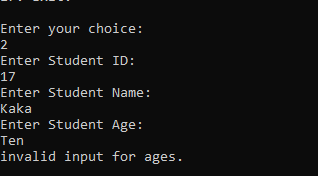 Enter your choice:
2
Enter Student ID:
17
Enter Student Name:
Kaka
Enter Student Age:
Ten
invalid input for ages.